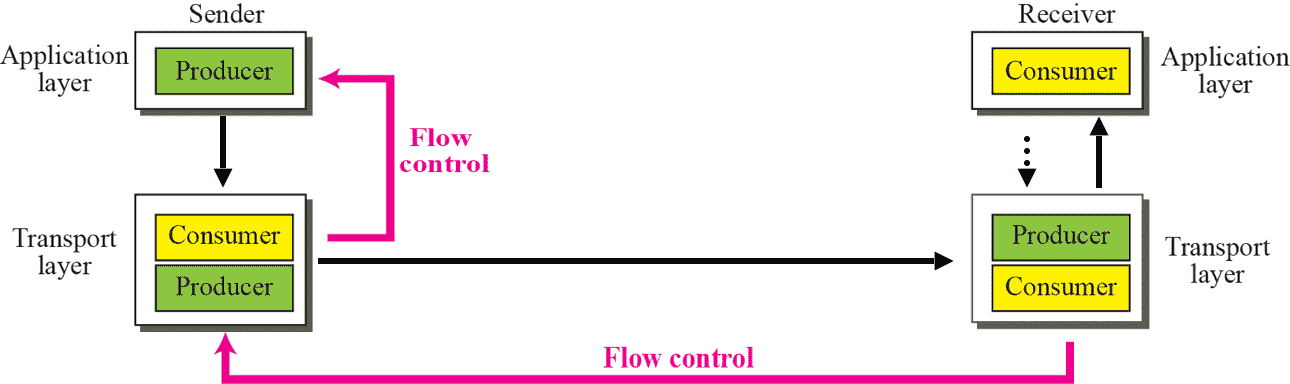 Sender
Receiver
Application
layer
Producer
Consumer
Application
layer
Flow
control
Transport
layer
Consumer
Producer
Producer
Consumer
Transport
layer
Flow control